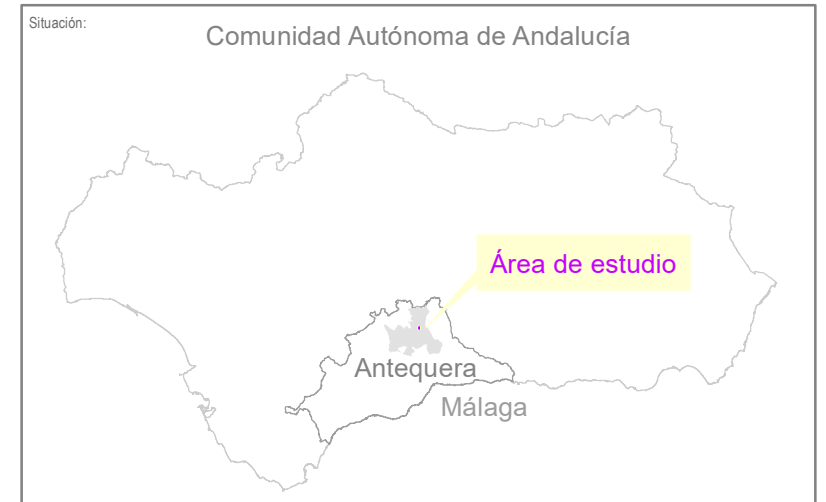 Situación:
Comunidad Autónoma de Andalucía
Área de estudio
Antequera
Málaga